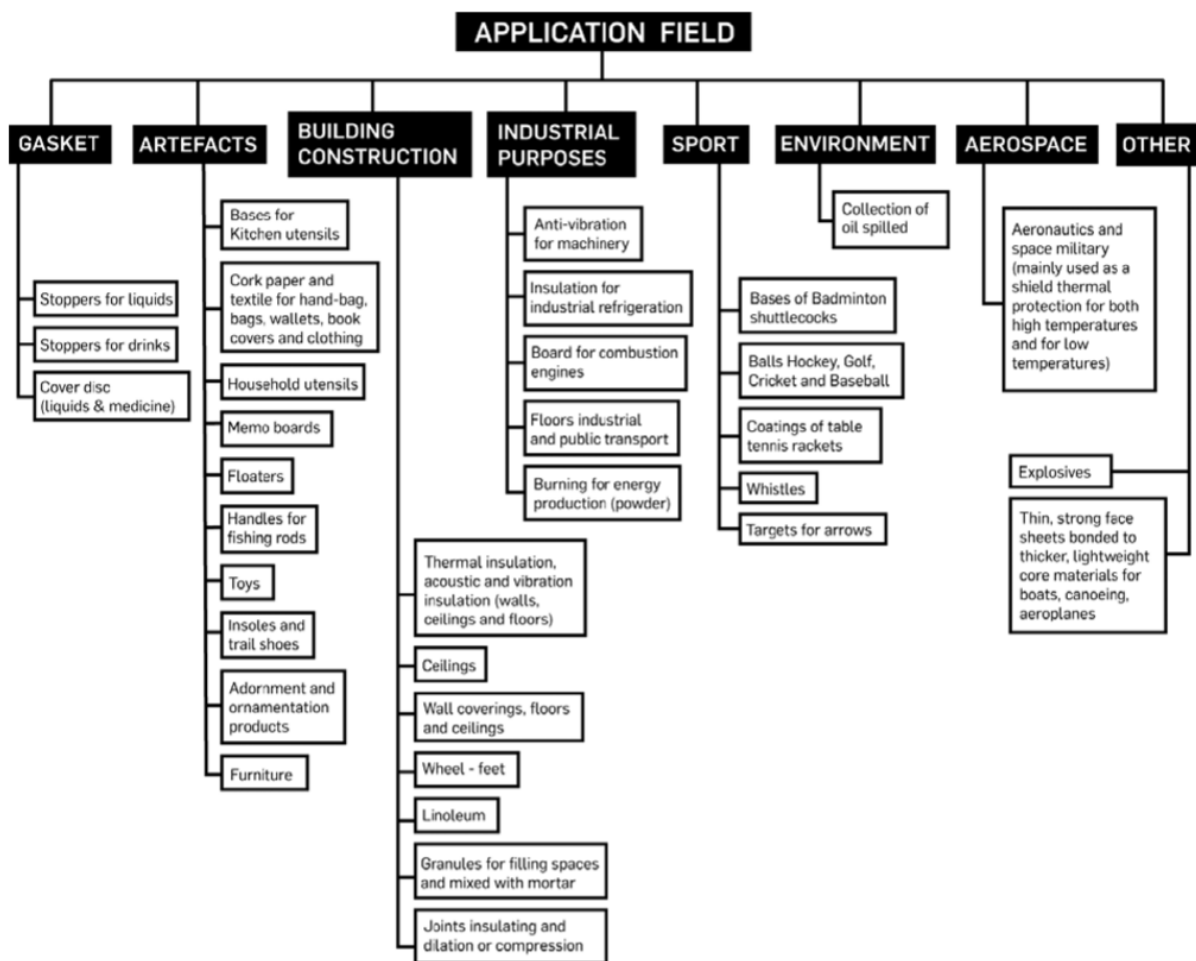 APPLICATION FIELD
GASKET
Stoppers for liquids
Stoppers for drinks
Cover disc
(liquids & medicine)
ARTEFACTS
Bases for
Kitchen utensils
Cork paper and
textile for hand-bag,
bags, wallets, book
covers and clothing
Household utensils
Memo boards
Floaters
Handles for
fishing rods
Toys
Insoles and
trail shoes
Adornment and
ornamentation
products
Furniture
BUILDING
CONSTRUCTION
Thermal insulation,
acoustic and vibration
insulation (walls,
ceilings and floors)
Ceilings
Wall coverings, floors
and ceilings
Wheel - feet
Linoleum
Granules for filling spaces
and mixed with mortar
Joints insulating and
dilation or compression
INDUSTRIAL
PURPOSES
Anti-vibration
for machinery
Insulation for
industrial refrigeration
Board for combustion
engines
Floors industrial
and public transport
Burning for energy
production (powder)
SPORT
Bases of Badminton
shuttlecocks
Balls Hockey, Golf,
Cricket and Baseball
Coatings of table
tennis rackets
Whistles
Targets for arrows
ENVIRONMENT
Collection of
oil spilled
AEROSPACE
Aeronautics and
space military
(mainly used as a
shield thermal
protection for both
high temperatures
and for low
temperatures)
OTHER
Explosives
Thin, strong face
sheets bonded to
thicker, lightweight
core materials for
boats, canoeing,
aeroplanes